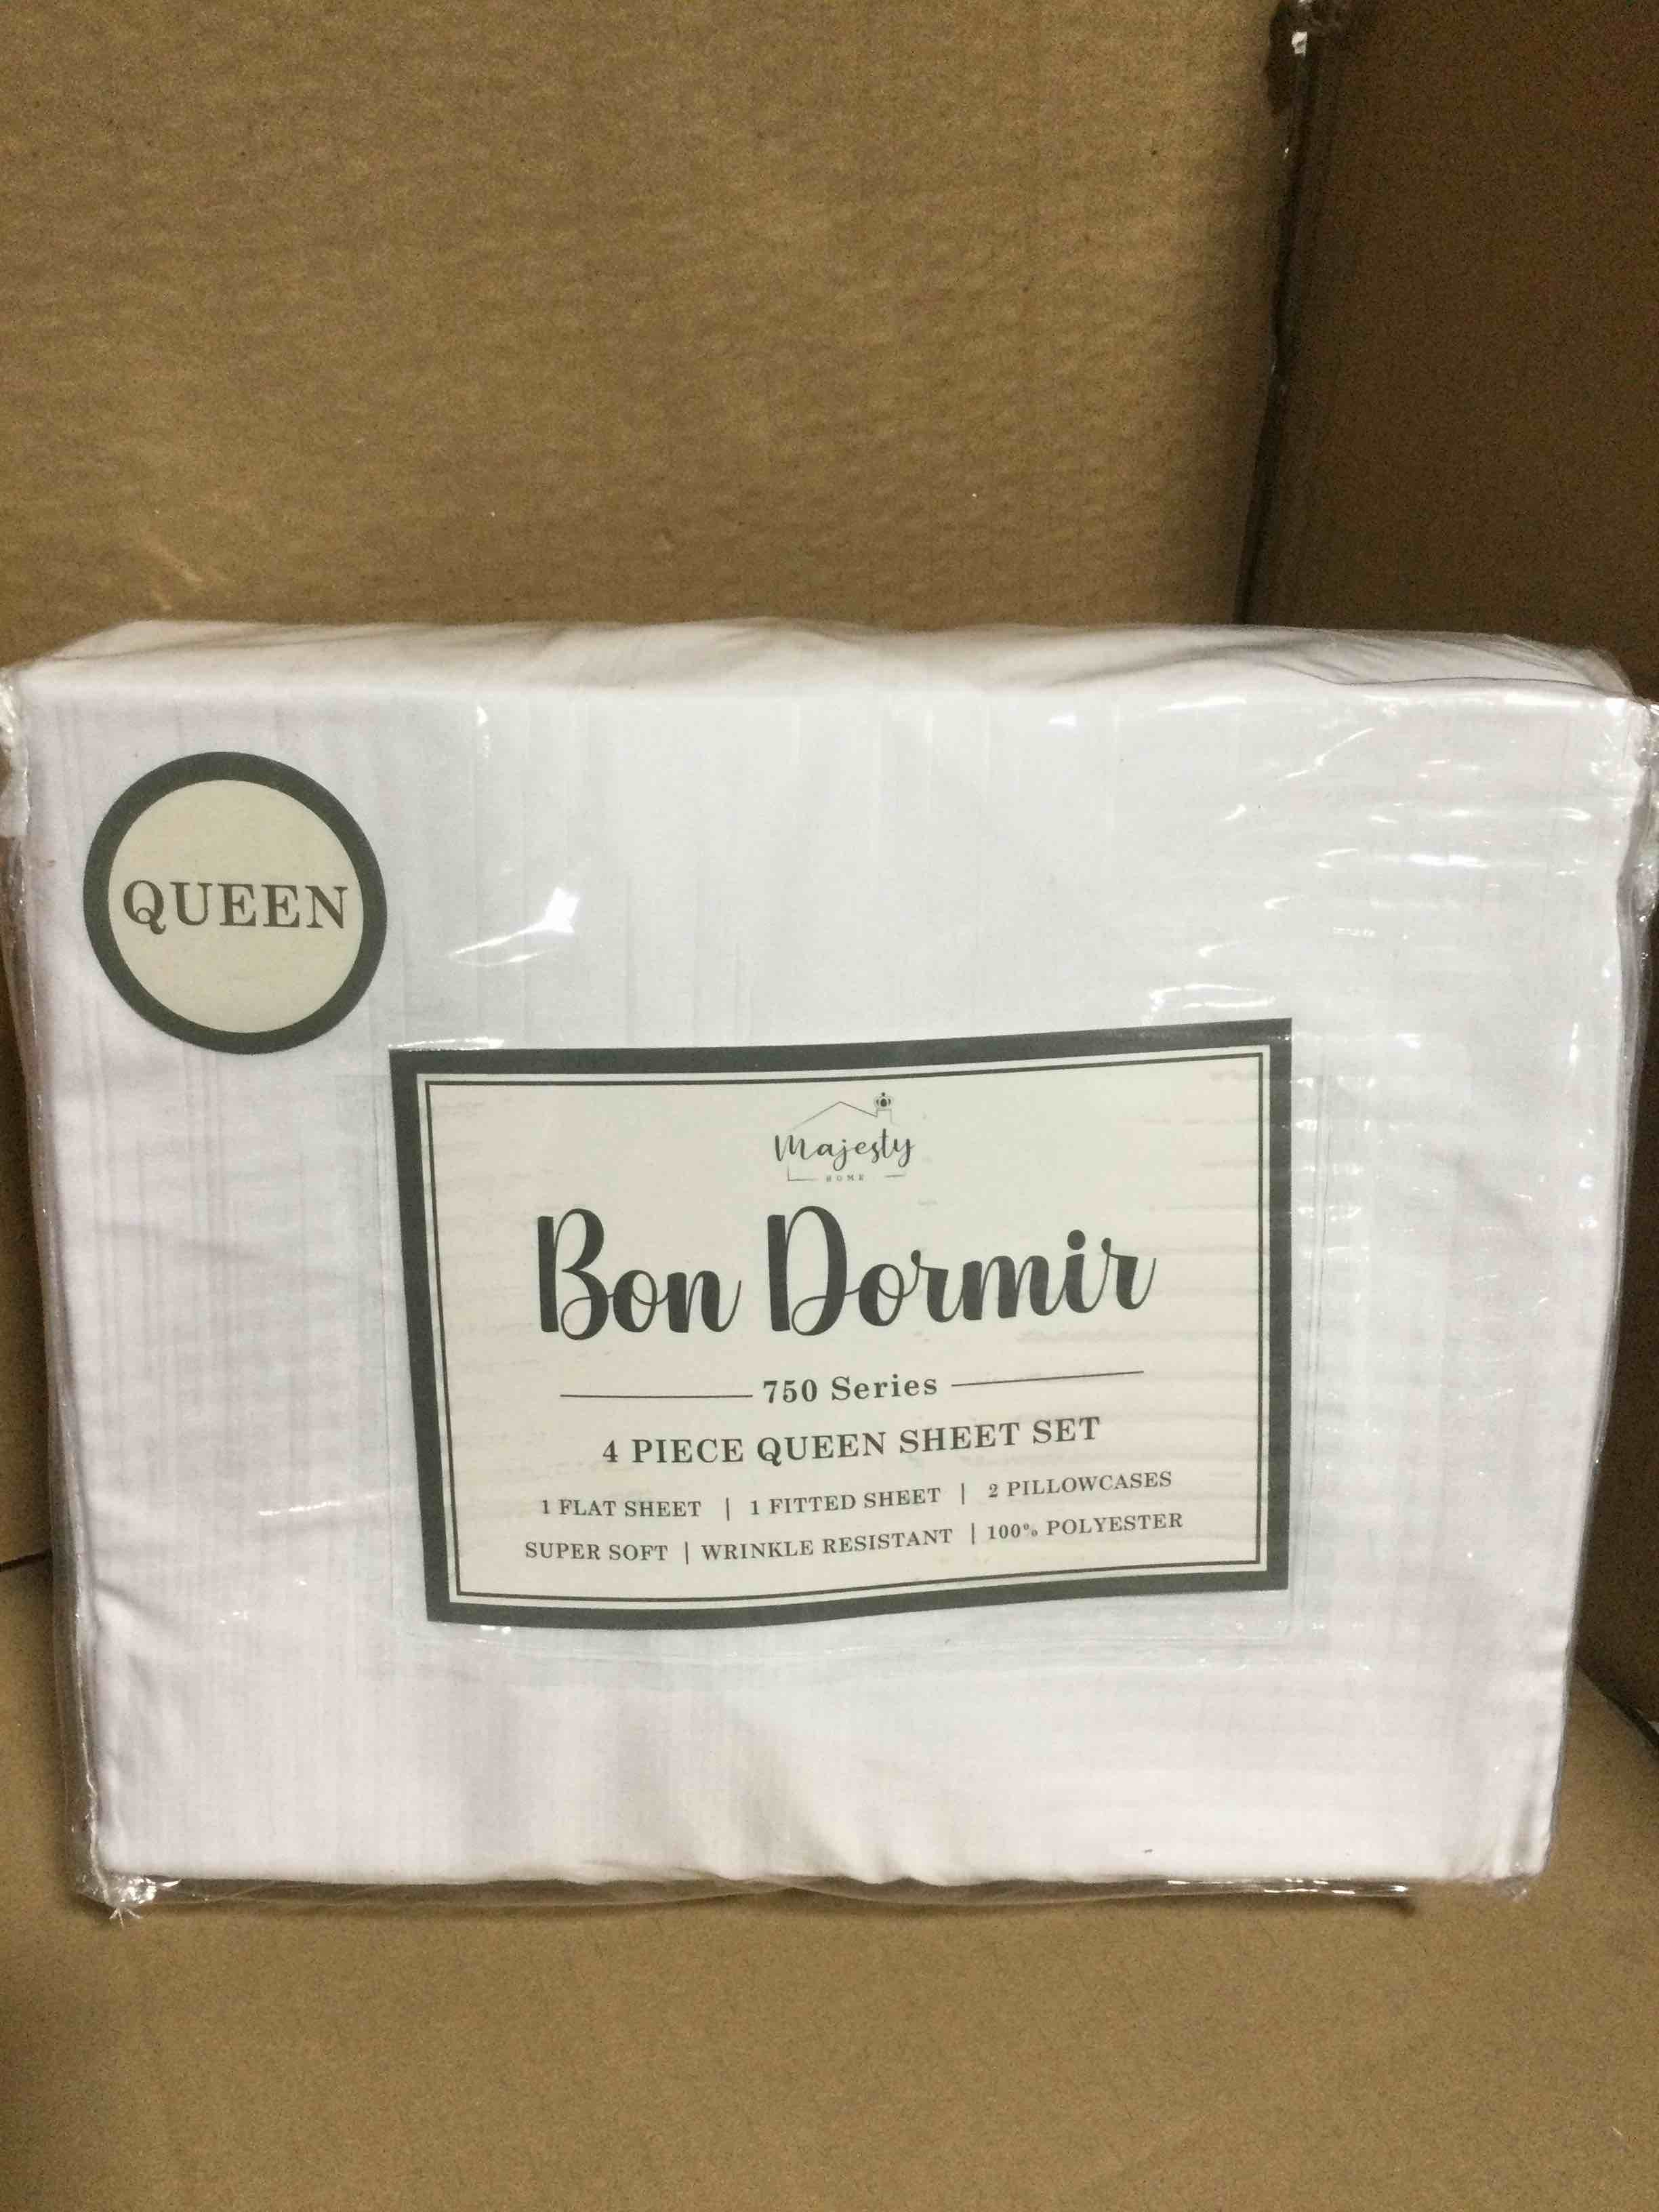 QUEEN
Majesty
HOME
Bon Dormir
750 Series
4 PIECE QUEEN SHEET SET
1 FLAT SHEET | 1 FITTED SHEET | 2 PILLOWCASES
SUPER SOFT | WRINKLE RESISTANT | 100% POLYESTER